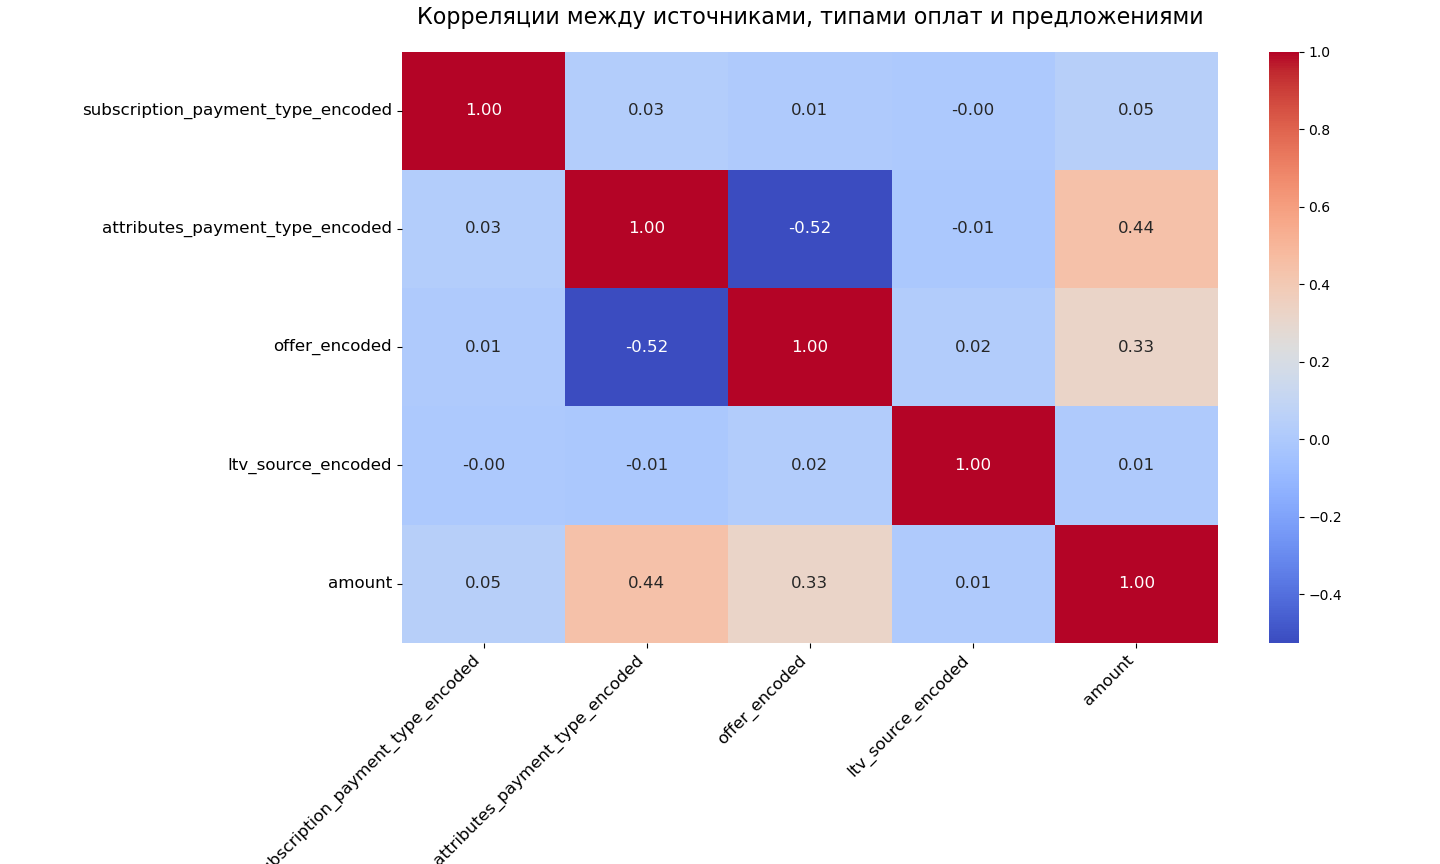 Корреляции между источниками, типами оплат и предложениями
subscription_payment_type_encoded
1.00 0.03 0.01 -0.00 0.05
attributes_payment_type_encoded
0.03 1.00 -0.52 -0.01 0.44
offer_encoded
0.01 -0.52 1.00 0.02 0.33
ltv_source_encoded
-0.00 -0.01 0.02 1.00 0.01
amount
0.05 0.44 0.33 0.01 1.00
bscription_payment_type_encoded
attributes_payment_type_encoded
offer_encoded
ltv_source_encoded
amount
1.0
0.8
0.6
0.4
0.2
0.0
−0.2
−0.4